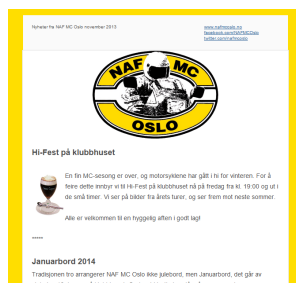 Nyheter fra NAF MC Oslo november 2013
www.nafmcoslo.no
facebook.com/NAFMCOslo
twitter.com/nafmcoslo
NAF MC
OSLO
Hi-Fest på klubbhuset
En fin MC-sesong er over, og motorsyklene har gått i hi for vinteren. For å
feire dette innbyr vi til Hi-Fest på klubbhuset nå på fredag fra kl. 19:00 og ut i
de små timer. Vi ser på bilder fra årets turer, og ser frem mot neste sommer.
Alle er velkommen til en hyggelig aften i godt lag!
-----
Januarbord 2014
Tradisjonen tro arrangerer NAF MC Oslo ikke julebord, men Januarbord, det går av